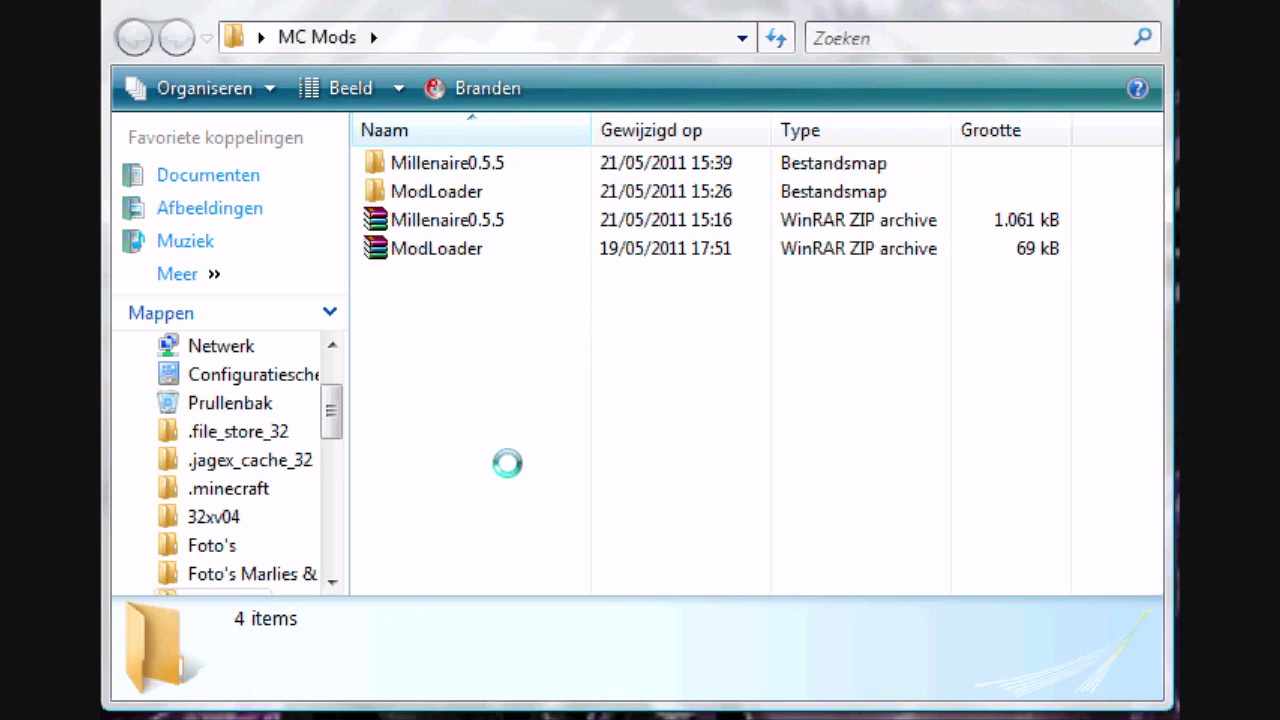 MC Mods
Zoeken
Organiseren Beeld Branden
Favoriete koppelingen
Documenten
Afbeeldingen
Muziek
Meer »
Mappen
Netwerk
Configuratiesche
Prullenbak
.file_store_32
.jagex_cache_32
.minecraft
32xv04
Foto's
Foto's Marlies &
Naam Gewijzigd op Type Grootte
Millenaire0.5.5 21/05/2011 15:39 Bestandsmap
ModLoader 21/05/2011 15:26 Bestandsmap
Millenaire0.5.5 21/05/2011 15:16 WinRAR ZIP archive 1.061 kB
ModLoader 19/05/2011 17:51 WinRAR ZIP archive 69 kB
4 items